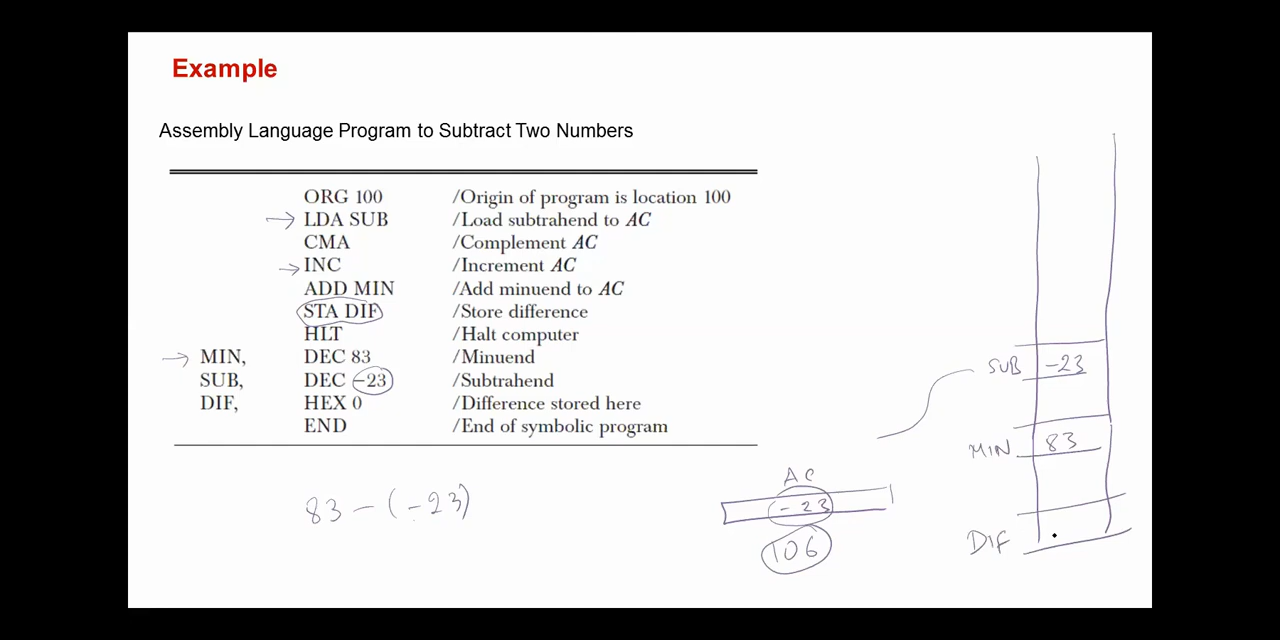 Example
Assembly Language Program to Subtract Two Numbers
ORG 100 /Origin of program is location 100
LDA SUB /Load subtrahend to AC
CMA /Complement AC
INC /Increment AC
ADD MIN /Add minuend to AC
STA DIF /Store difference
HLT /Halt computer
MIN, DEC 83 /Minuend
SUB, DEC -23 /Subtrahend
DIF, HEX 0 /Difference stored here
END /End of symbolic program
83 - (-23)
AC
-23
106
SUB -23
MIN 83
DIF